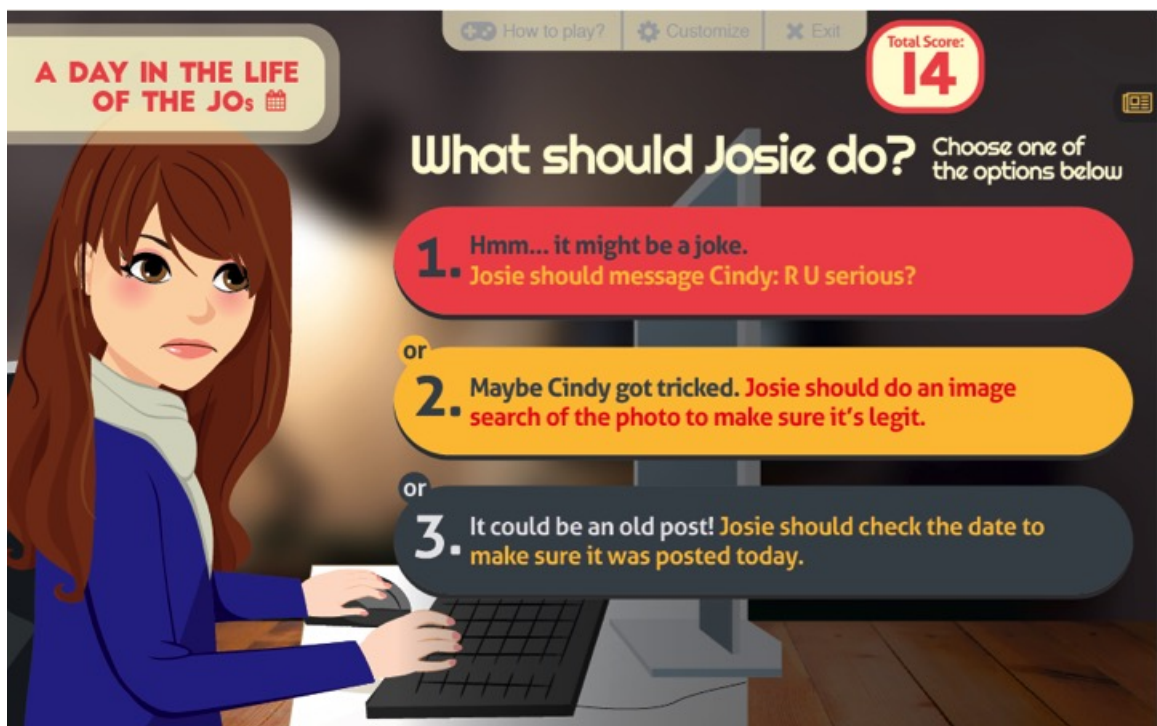 How to play?
Customize
Exit
Total Score:
14
A DAY IN THE LIFE
OF THE JOs
What should Josie do?
Choose one of
the options below
1.
Hmm... it might be a joke.
Josie should message Cindy: R U serious?
or
2.
Maybe Cindy got tricked. Josie should do an image
search of the photo to make sure it's legit.
or
3.
It could be an old post! Josie should check the date to
make sure it was posted today.